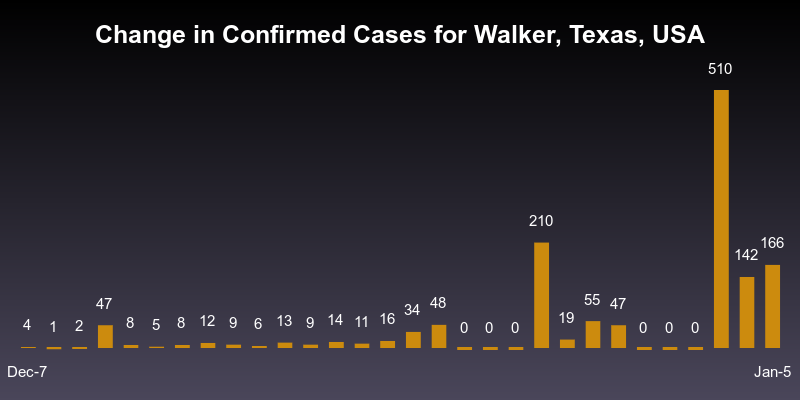 Change in Confirmed Cases for Walker, Texas, USA
510
210
142 166
4 1 2 47 8 5 8 12 9 6 13 9 14 11 16 34 48 0 0 0 19 55 47 0 0 0
Dec-7 Jan-5